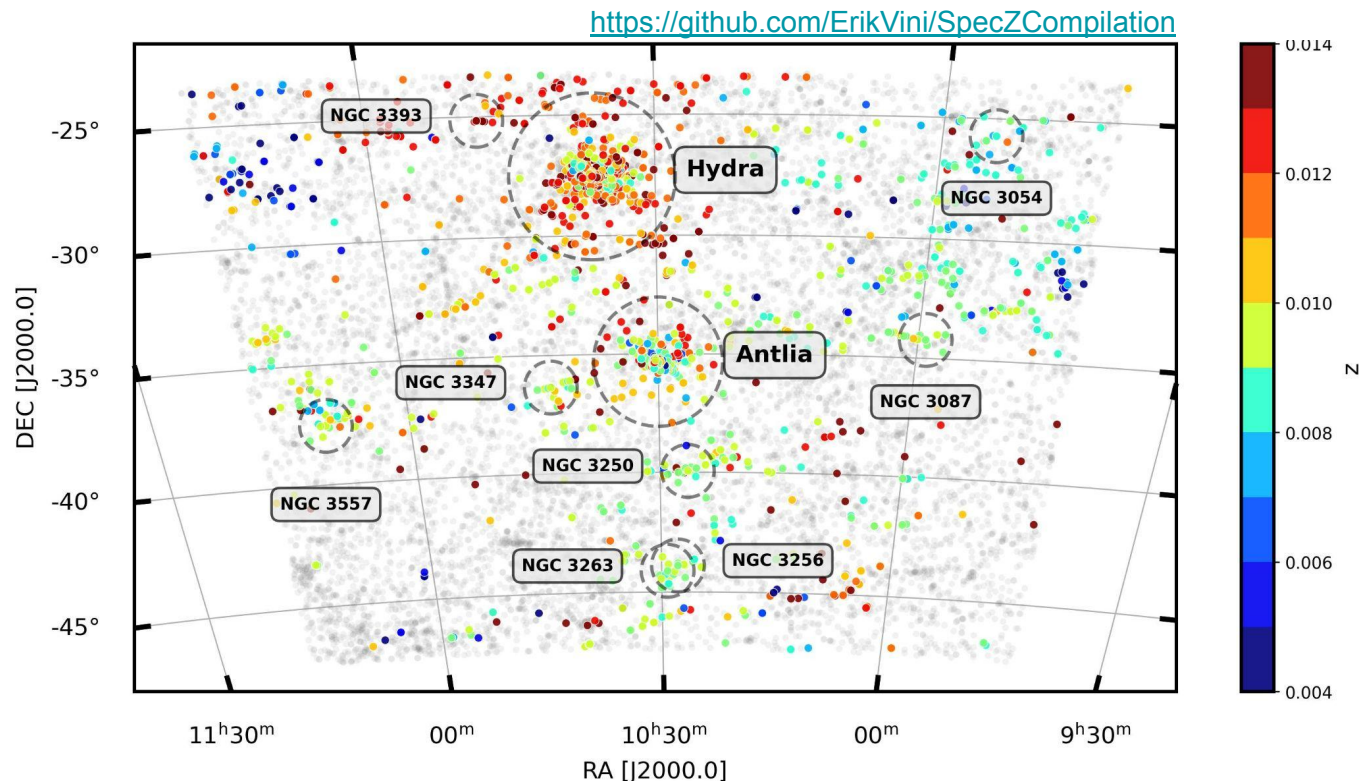 https://github.com/ErikVini/SpecZCompilation
0.014
NGC 3393
-25°
Hydra
0.012
NGC 3054
-30°
0.010
Antlia
DEC [J2000.0]
z
NGC 3347
-35°
NGC 3087
0.008
NGC 3250
-40°
NGC 3557
NGC 3263
NGC 3256
0.006
-45°
0.004
11h30m 00m 10h30m 00m 9h30m
RA [J2000.0]